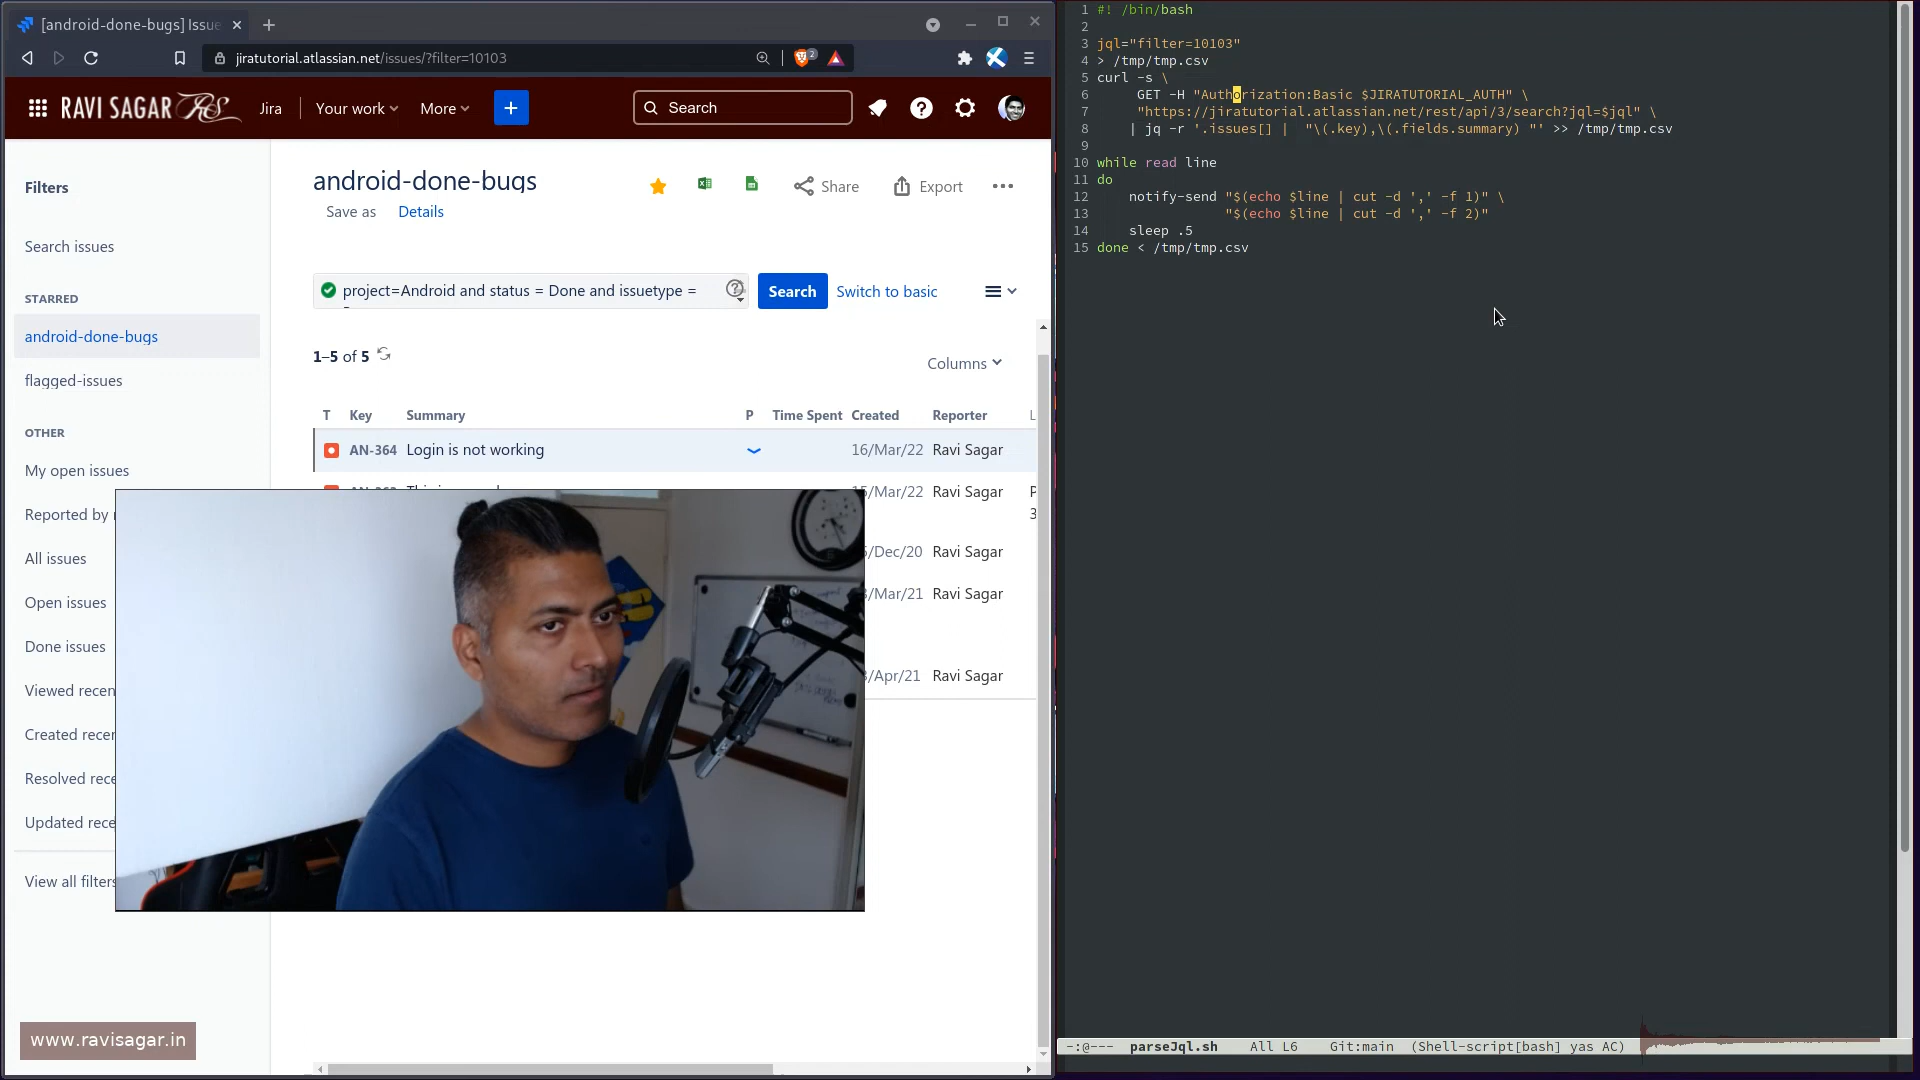 [android-done-bugs] Issue
jiratutorial.atlassian.net/issues/?filter=10103
2
RAVI SAGAR RS
Jira
Your work
More
Search
Filters
Search issues
STARRED
android-done-bugs
flagged-issues
OTHER
My open issues
Reported by
All issues
Open issues
Done issues
Viewed recen
Created recen
Resolved rece
Updated rece
View all filters
android-done-bugs
Share
Export
Save as
Details
project=Android and status = Done and issuetype =
Search
Switch to basic
1–5 of 5
Columns
T Key Summary P Time Spent Created Reporter
AN-364 Login is not working 16/Mar/22 Ravi Sagar
/Mar/22 Ravi Sagar P
3
/Dec/20 Ravi Sagar
/Mar/21 Ravi Sagar
/Apr/21 Ravi Sagar
www.ravisagar.in
1 #! /bin/bash
2
3 jql="filter=10103"
4 > /tmp/tmp.csv
5 curl -s \
6 GET -H "Authorization:Basic $JIRATUTORIAL_AUTH" \
7 "https://jiratutorial.atlassian.net/rest/api/3/search?jql=$jql" \
8 | jq -r '.issues[] | "\(.key),\(.fields.summary) "' >> /tmp/tmp.csv
9
10 while read line
11 do
12 notify-send "$(echo $line | cut -d ',' -f 1)" \
13 "$(echo $line | cut -d ',' -f 2)"
14 sleep .5
15 done < /tmp/tmp.csv
-:@--- parseJql.sh All L6 Git:main (Shell-script[bash] yas AC)